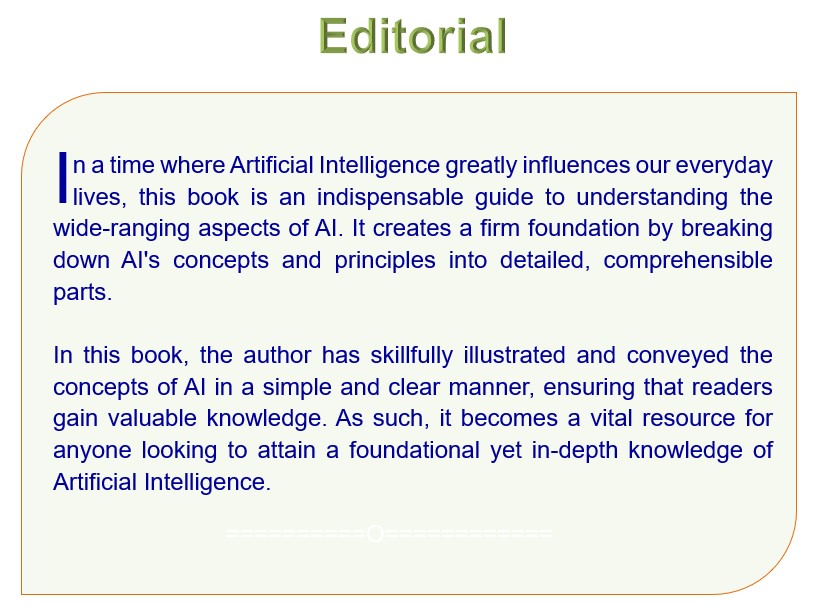 Editorial
In a time where Artificial Intelligence greatly influences our everyday
lives, this book is an indispensable guide to understanding the
wide-ranging aspects of AI. It creates a firm foundation by breaking
down AI's concepts and principles into detailed, comprehensible
parts.
In this book, the author has skillfully illustrated and conveyed the
concepts of AI in a simple and clear manner, ensuring that readers
gain valuable knowledge. As such, it becomes a vital resource for
anyone looking to attain a foundational yet in-depth knowledge of
Artificial Intelligence.
==========O============